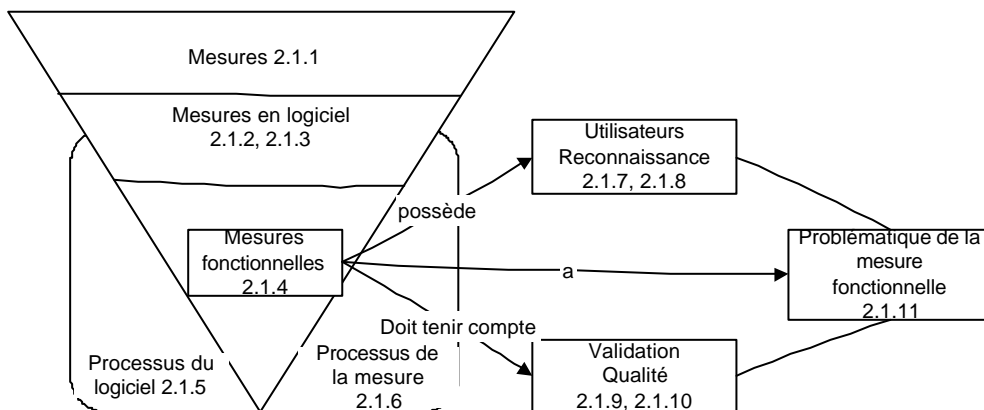 Mesures 2.1.1
Mesures en logiciel
2.1.2, 2.1.3
Utilisateurs
Reconnaissance
2.1.7, 2.1.8
possède
Mesures
fonctionnelles
2.1.4
a
Problématique de la
mesure
fonctionnelle
2.1.11
Doit tenir compte
Processus du
logiciel 2.1.5
Processus de
la mesure
2.1.6
Validation
Qualité
2.1.9, 2.1.10